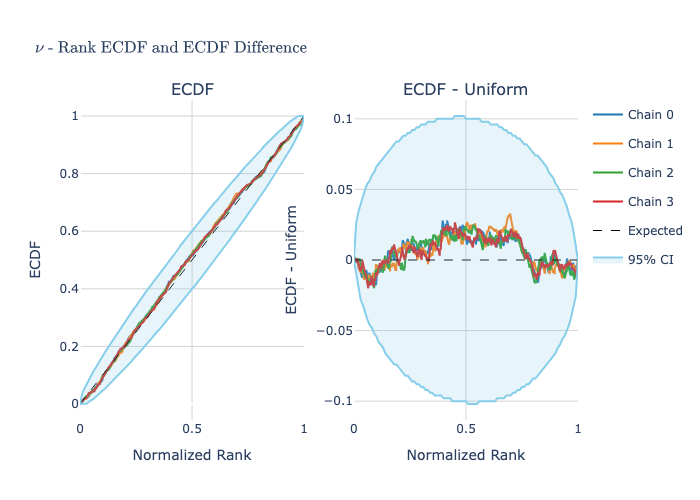 ν - Rank ECDF and ECDF Difference
ECDF
ECDF - Uniform
ECDF
1
0.8
0.6
0.4
0.2
0
0
0.5
1
Normalized Rank
ECDF - Uniform
0.1
0.05
0
−0.05
−0.1
0
0.5
1
Normalized Rank
Chain 0
Chain 1
Chain 2
Chain 3
Expected
95% CI